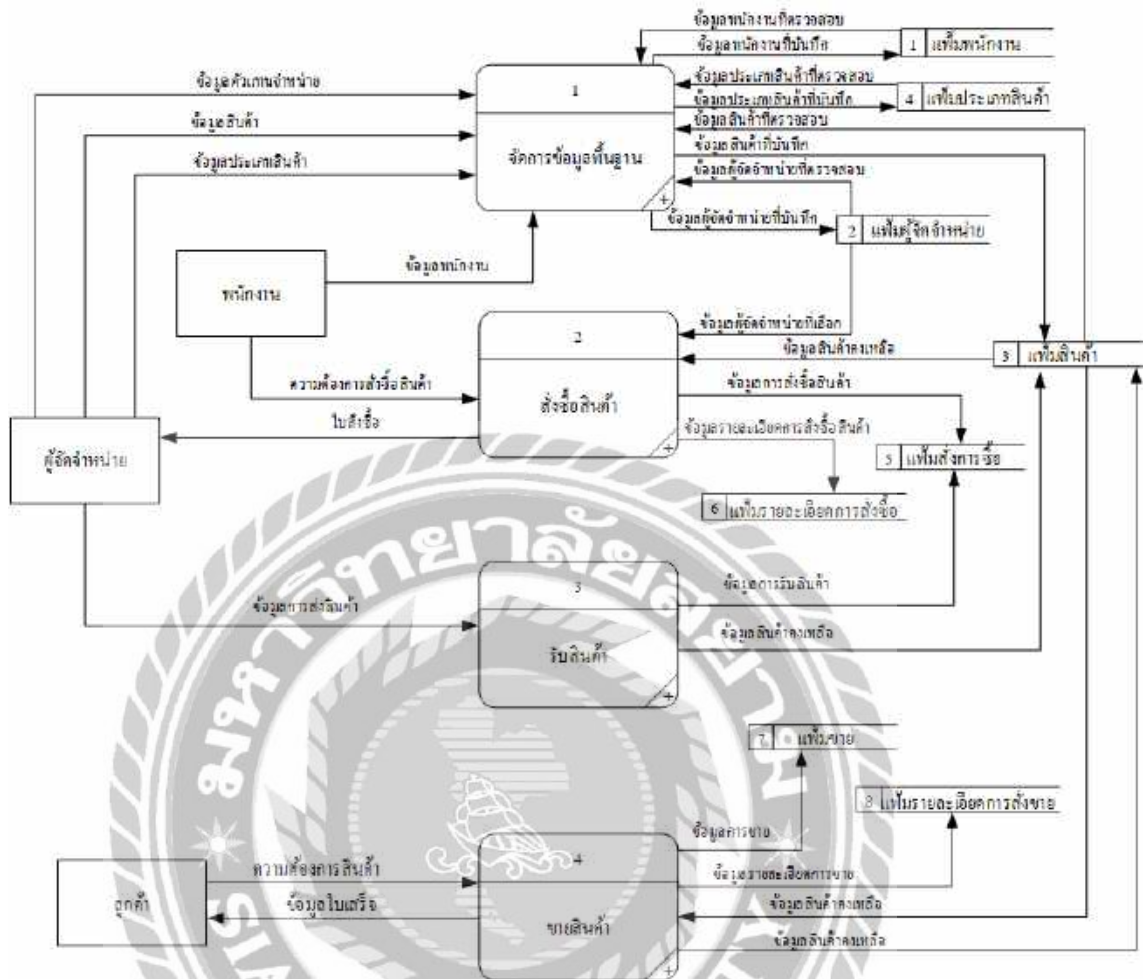 ข้อมูลพนักงานที่ตรวจสอบ
1 แฟ้มพนักงาน
ข้อมูลพนักงานที่บันทึก
ข้อมูลตัวแทนจำหน่าย
1
ข้อมูลประเภทสินค้าที่ตรวจสอบ
4 แฟ้มประเภทสินค้า
ข้อมูลประเภทสินค้าที่บันทึก
ข้อมูลสินค้า
ข้อมูลสินค้าที่ตรวจสอบ
จัดการข้อมูลพื้นฐาน
ข้อมูลสินค้าที่บันทึก
ข้อมูลประเภทสินค้า
ข้อมูลผู้จัดจำหน่ายที่ตรวจสอบ
ข้อมูลผู้จัดจำหน่ายที่บันทึก
2 แฟ้มผู้จัดจำหน่าย
ข้อมูลพนักงาน
พนักงาน
2
ข้อมูลผู้จัดจำหน่ายที่เลือก
ข้อมูลสินค้าคงเหลือ
3 แฟ้มสินค้า
ความต้องการสั่งซื้อสินค้า
สั่งซื้อสินค้า
ข้อมูลการสั่งซื้อสินค้า
ใบสั่งซื้อ
ข้อมูลรายละเอียดการสั่งซื้อสินค้า
ผู้จัดจำหน่าย
5 แฟ้มสั่งการซื้อ
6 แฟ้มรายละเอียดการสั่งซื้อ
มหาวิทยาลัยสยาม
3
ข้อมูลการรับสินค้า
ข้อมูลการส่งสินค้า
ข้อมูลสินค้าคงเหลือ
รับสินค้า
7 แฟ้มขาย
8 แฟ้มรายละเอียดการสั่งขาย
ข้อมูลการขาย
4
ความต้องการสินค้า
ข้อมูลรายละเอียดการขาย
ลูกค้า
ข้อมูลใบเสร็จ
ข้อมูลสินค้าคงเหลือ
ขายสินค้า
ข้อมูลสินค้าคงเหลือ